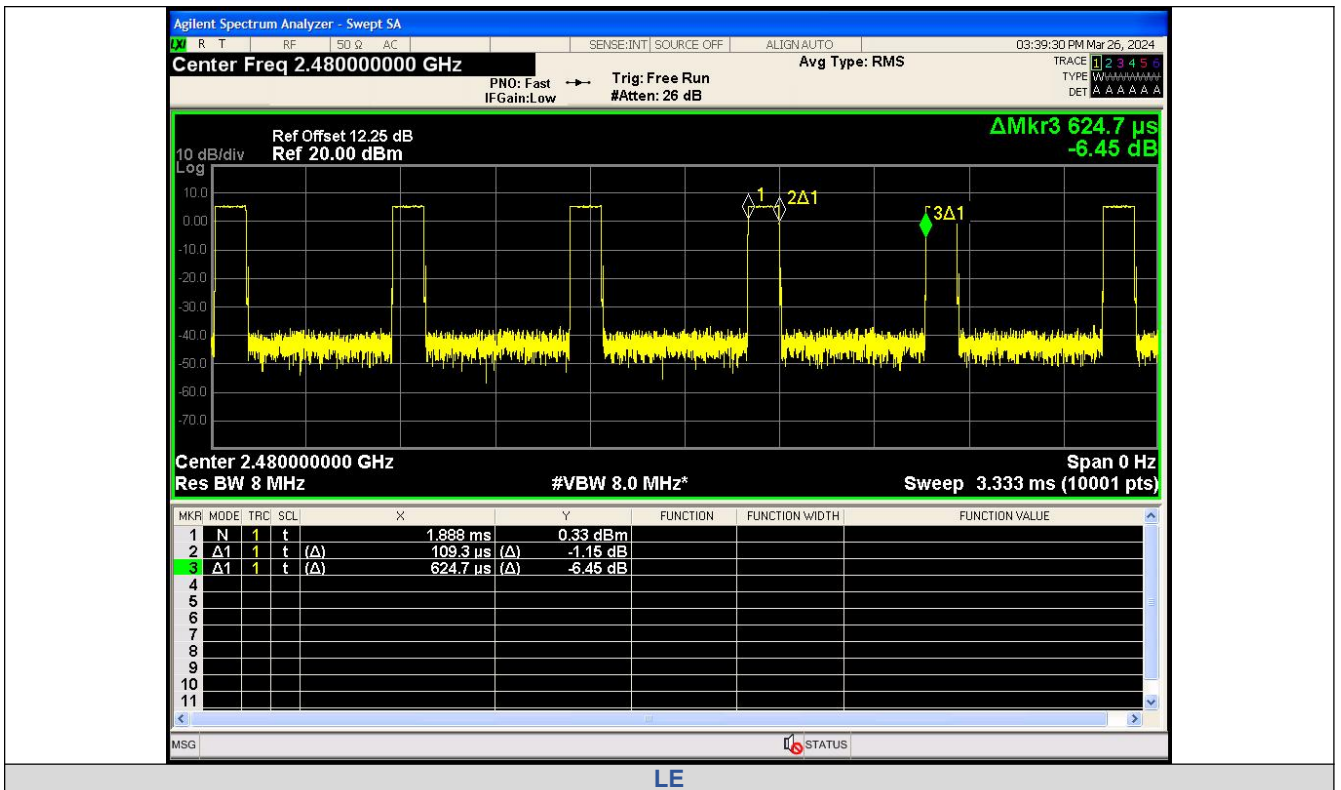 Agilent Spectrum Analyzer - Swept SA
LXI R T RF 50 Ω AC SENSE:INT SOURCE OFF ALIGN AUTO 03:39:30 PM Mar 26, 2024
Center Freq 2.480000000 GHz Avg Type: RMS TRACE 1 2 3 4 5 6
PNO: Fast Trig: Free Run TYPE
IFGain:Low #Atten: 26 dB DET A A A A A A
ΔMkr3 624.7 µs
-6.45 dB
Ref Offset 12.25 dB
10 dB/div Ref 20.00 dBm
Log
10.0
0.00
-10.0
-20.0
-30.0
-40.0
-50.0
-60.0
-70.0
1 2Δ1
3Δ1
Center 2.480000000 GHz Span 0 Hz
Res BW 8 MHz #VBW 8.0 MHz* Sweep 3.333 ms (10001 pts)
MKR MODE TRC SCL X Y FUNCTION FUNCTION WIDTH FUNCTION VALUE
1 N 1 t 1.888 ms 0.33 dBm
2 Δ1 1 t (Δ) 109.3 µs (Δ) -1.15 dB
3 Δ1 1 t (Δ) 624.7 µs (Δ) -6.45 dB
4
5
6
7
8
9
10
11
MSG STATUS
LE